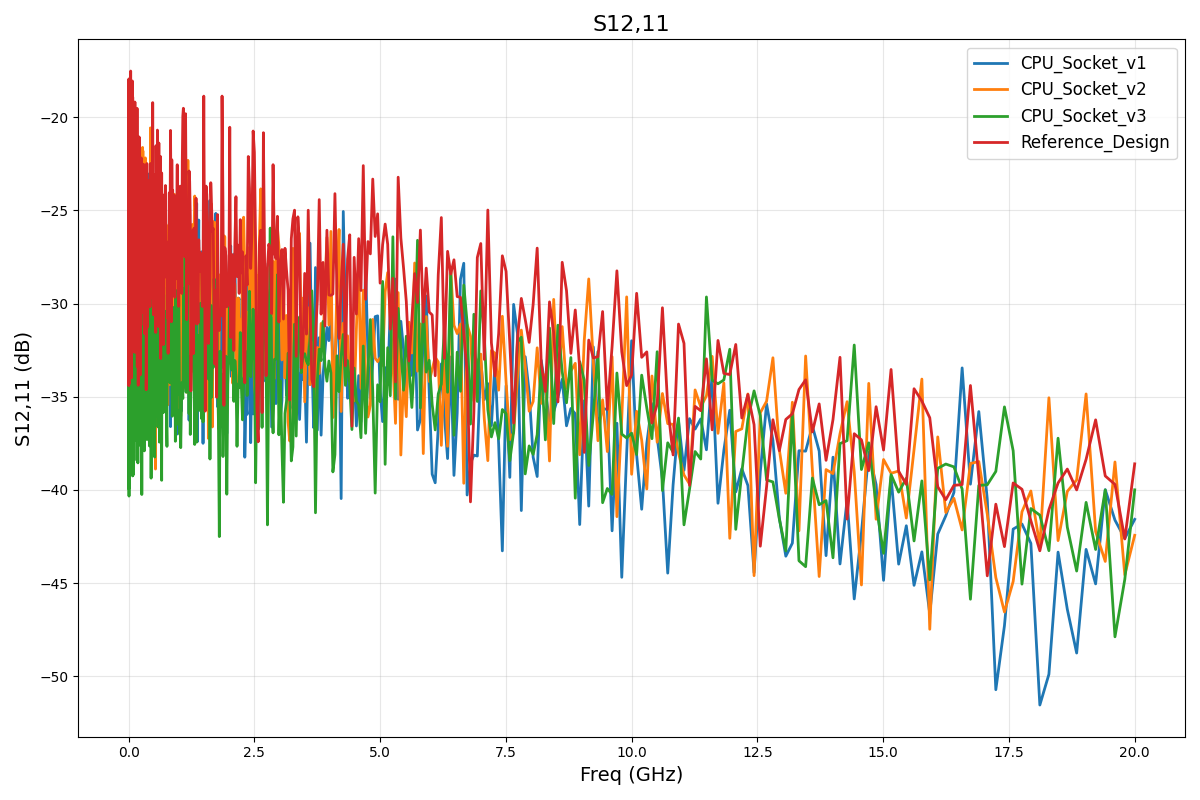 S12,11
CPU_Socket_v1
CPU_Socket_v2
CPU_Socket_v3
Reference_Design
S12,11 (dB)
−20
−25
−30
−35
−40
−45
−50
0.0 2.5 5.0 7.5 10.0 12.5 15.0 17.5 20.0
Freq (GHz)